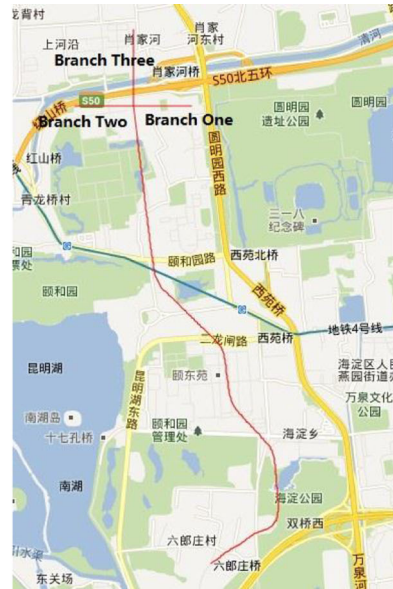 龙背村
肖家
河东村
上河沿
肖家河
清河
Branch Three
肖家河桥
S50北五环
S50
圆明园
遗址公园
圆明园
Branch Two
Branch One
红山桥
圆明园西路
青龙桥村
三一八
纪念碑
颐和园路
西苑北桥
颐和园
西苑桥
地铁4号线
二龙闸路
西苑桥
昆明湖
昆明湖东路
颐东苑
海淀区人民
燕园街道
万泉文化
公园
南湖岛
十七孔桥
颐和园
管理处
海淀乡
南湖
海淀公园
双桥西
六郎庄村
六郎庄桥
万泉河
东关场